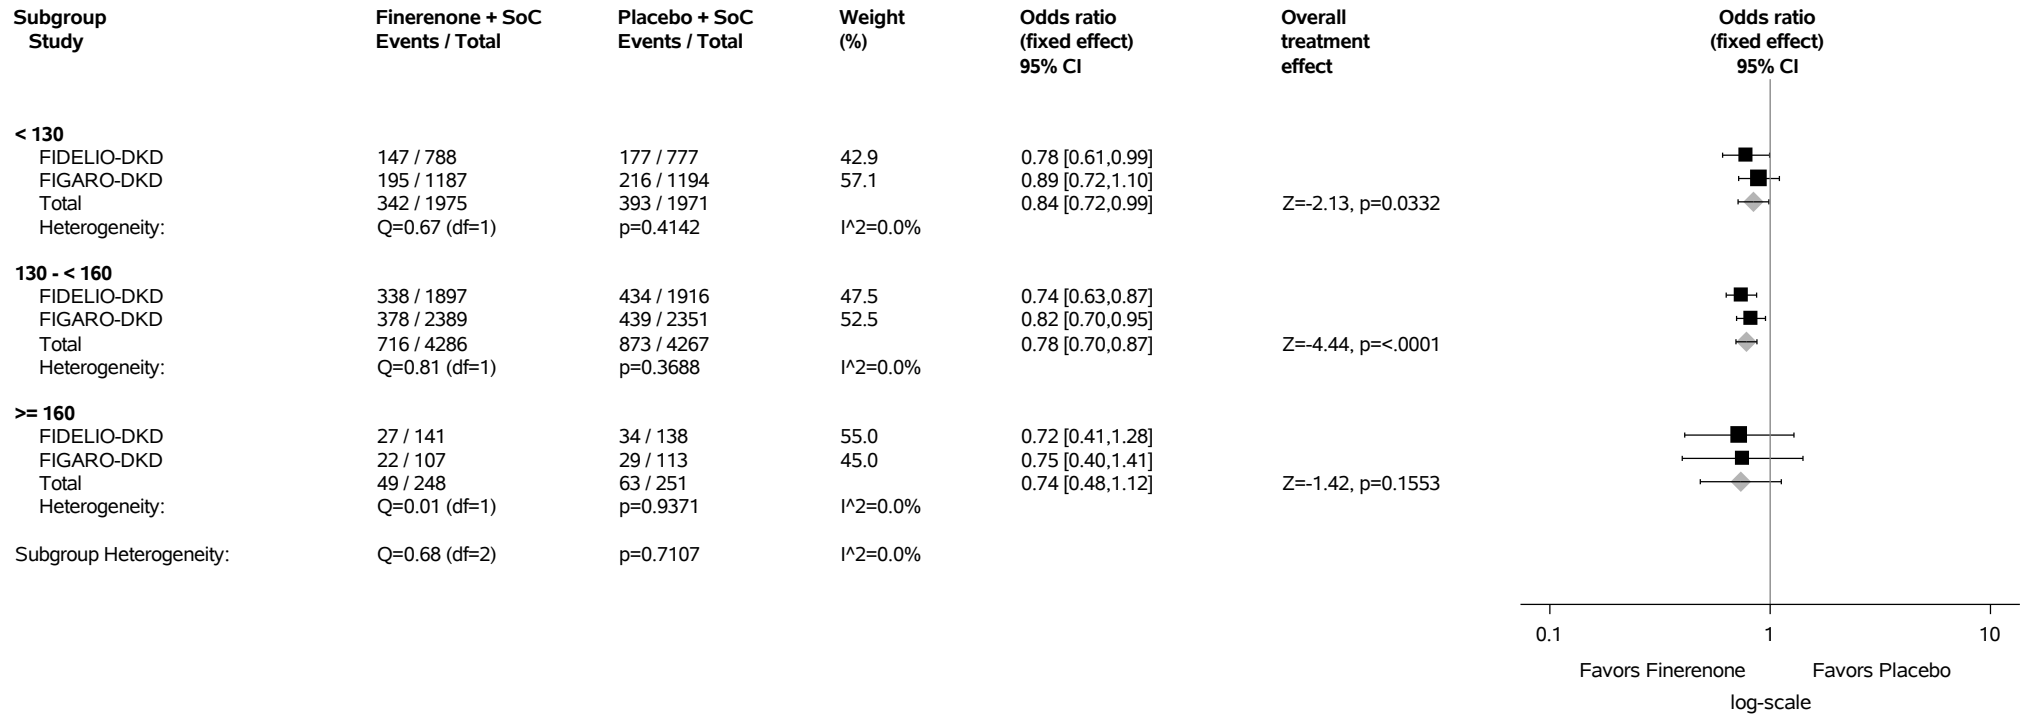 Subgroup Finerenone + SoC Placebo + SoC Weight Odds ratio Overall Odds ratio
Study Events / Total Events / Total (%) (fixed effect) treatment (fixed effect)
95% CI effect 95% CI
< 130
FIDELIO-DKD 147 / 788 177 / 777 42.9 0.78 [0.61,0.99]
FIGARO-DKD 195 / 1187 216 / 1194 57.1 0.89 [0.72,1.10]
Total 342 / 1975 393 / 1971 0.84 [0.72,0.99] Z=-2.13, p=0.0332
Heterogeneity: Q=0.67 (df=1) p=0.4142 I^2=0.0%
130 - < 160
FIDELIO-DKD 338 / 1897 434 / 1916 47.5 0.74 [0.63,0.87]
FIGARO-DKD 378 / 2389 439 / 2351 52.5 0.82 [0.70,0.95]
Total 716 / 4286 873 / 4267 0.78 [0.70,0.87] Z=-4.44, p=<.0001
Heterogeneity: Q=0.81 (df=1) p=0.3688 I^2=0.0%
>= 160
FIDELIO-DKD 27 / 141 34 / 138 55.0 0.72 [0.41,1.28]
FIGARO-DKD 22 / 107 29 / 113 45.0 0.75 [0.40,1.41]
Total 49 / 248 63 / 251 0.74 [0.48,1.12] Z=-1.42, p=0.1553
Heterogeneity: Q=0.01 (df=1) p=0.9371 I^2=0.0%
Subgroup Heterogeneity: Q=0.68 (df=2) p=0.7107 I^2=0.0%
0.1 1 10
Favors Finerenone Favors Placebo
log-scale